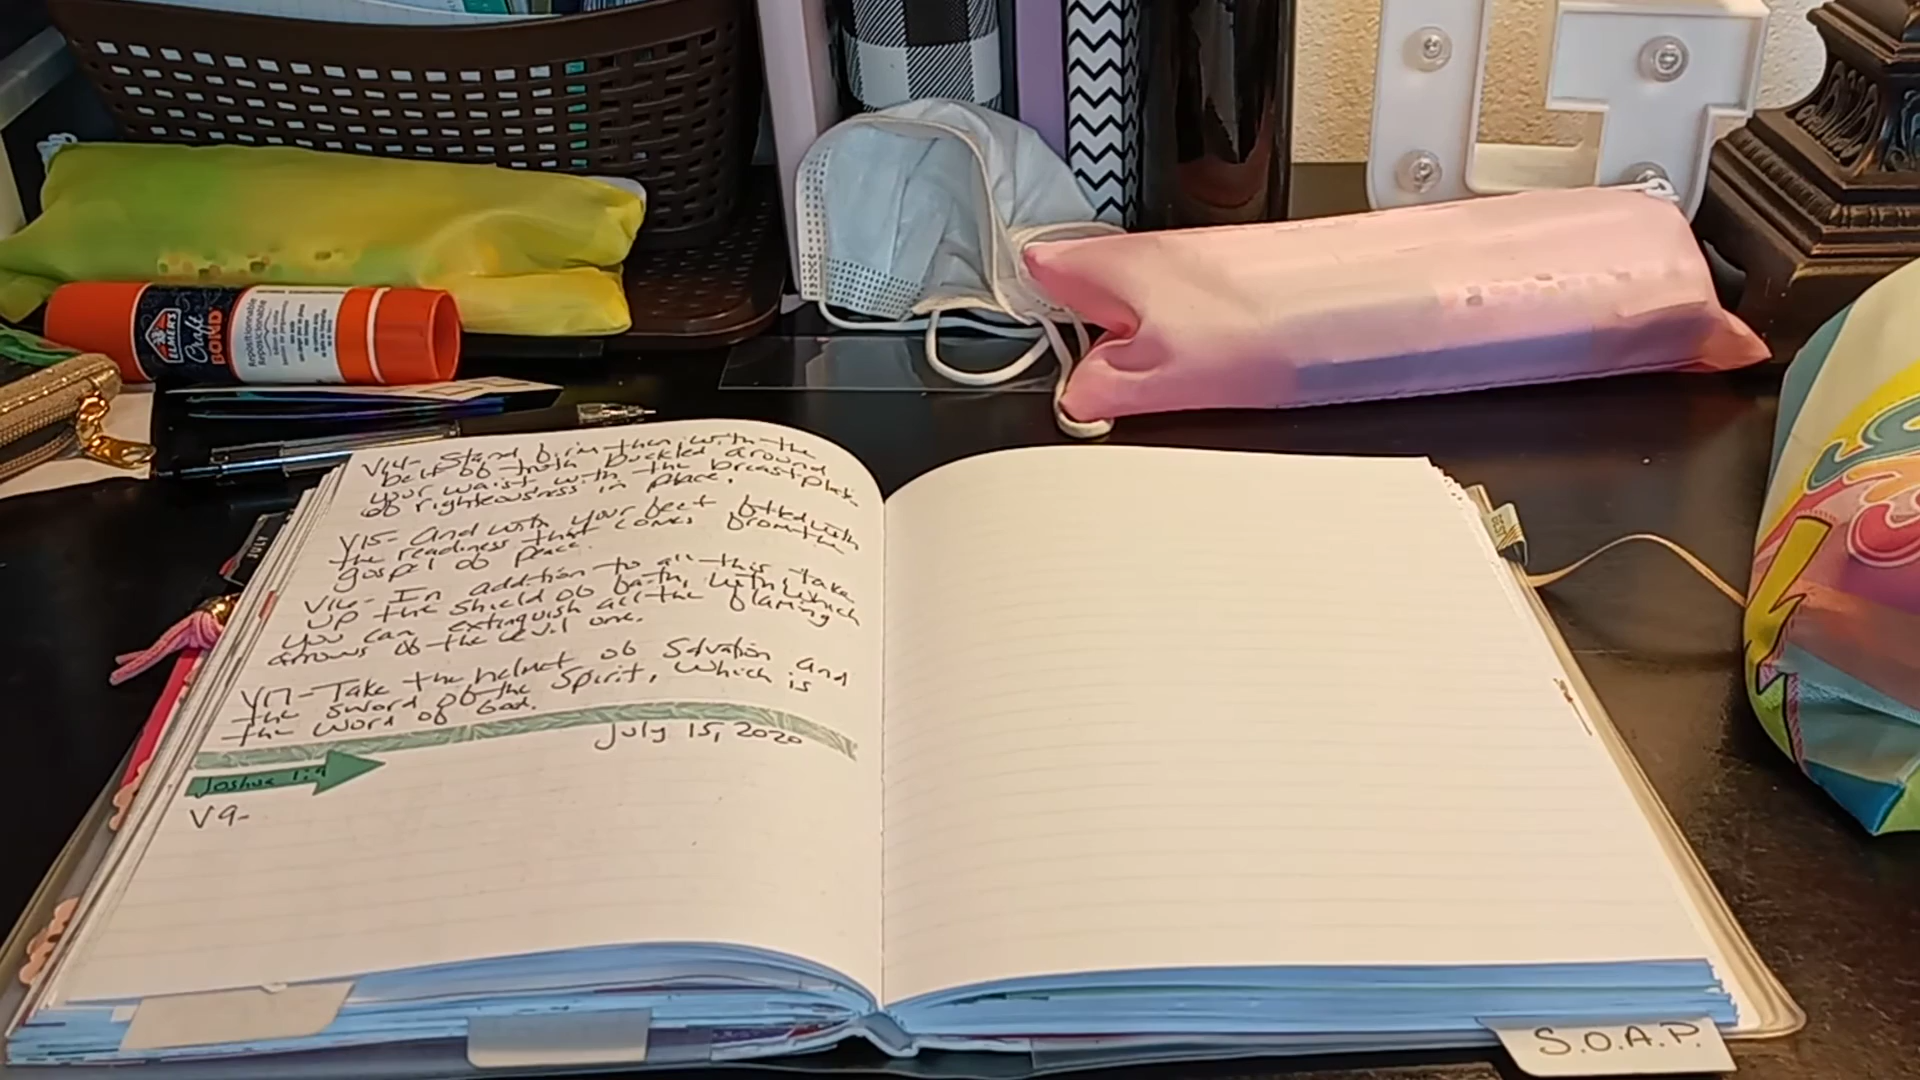 V14- Stand firm then, with the
belt of truth buckled around
your waist with the breastplate
of righteousness in place.
V15- and with your feet fitted with
the readiness that comes from the
gospel of peace.
V16- In addition to all this take
up the shield of faith, with which
you can extinguish all the flaming
arrows of the evil one.
V17- Take the helmet of Salvation and
the sword of the Spirit, which is
the word of God.
July 15, 2020
Joshua 1:9
V9-
S.O.A.P.
JULY
ELMER'S
Craft
BOND
Repositionnable
Reposicionable